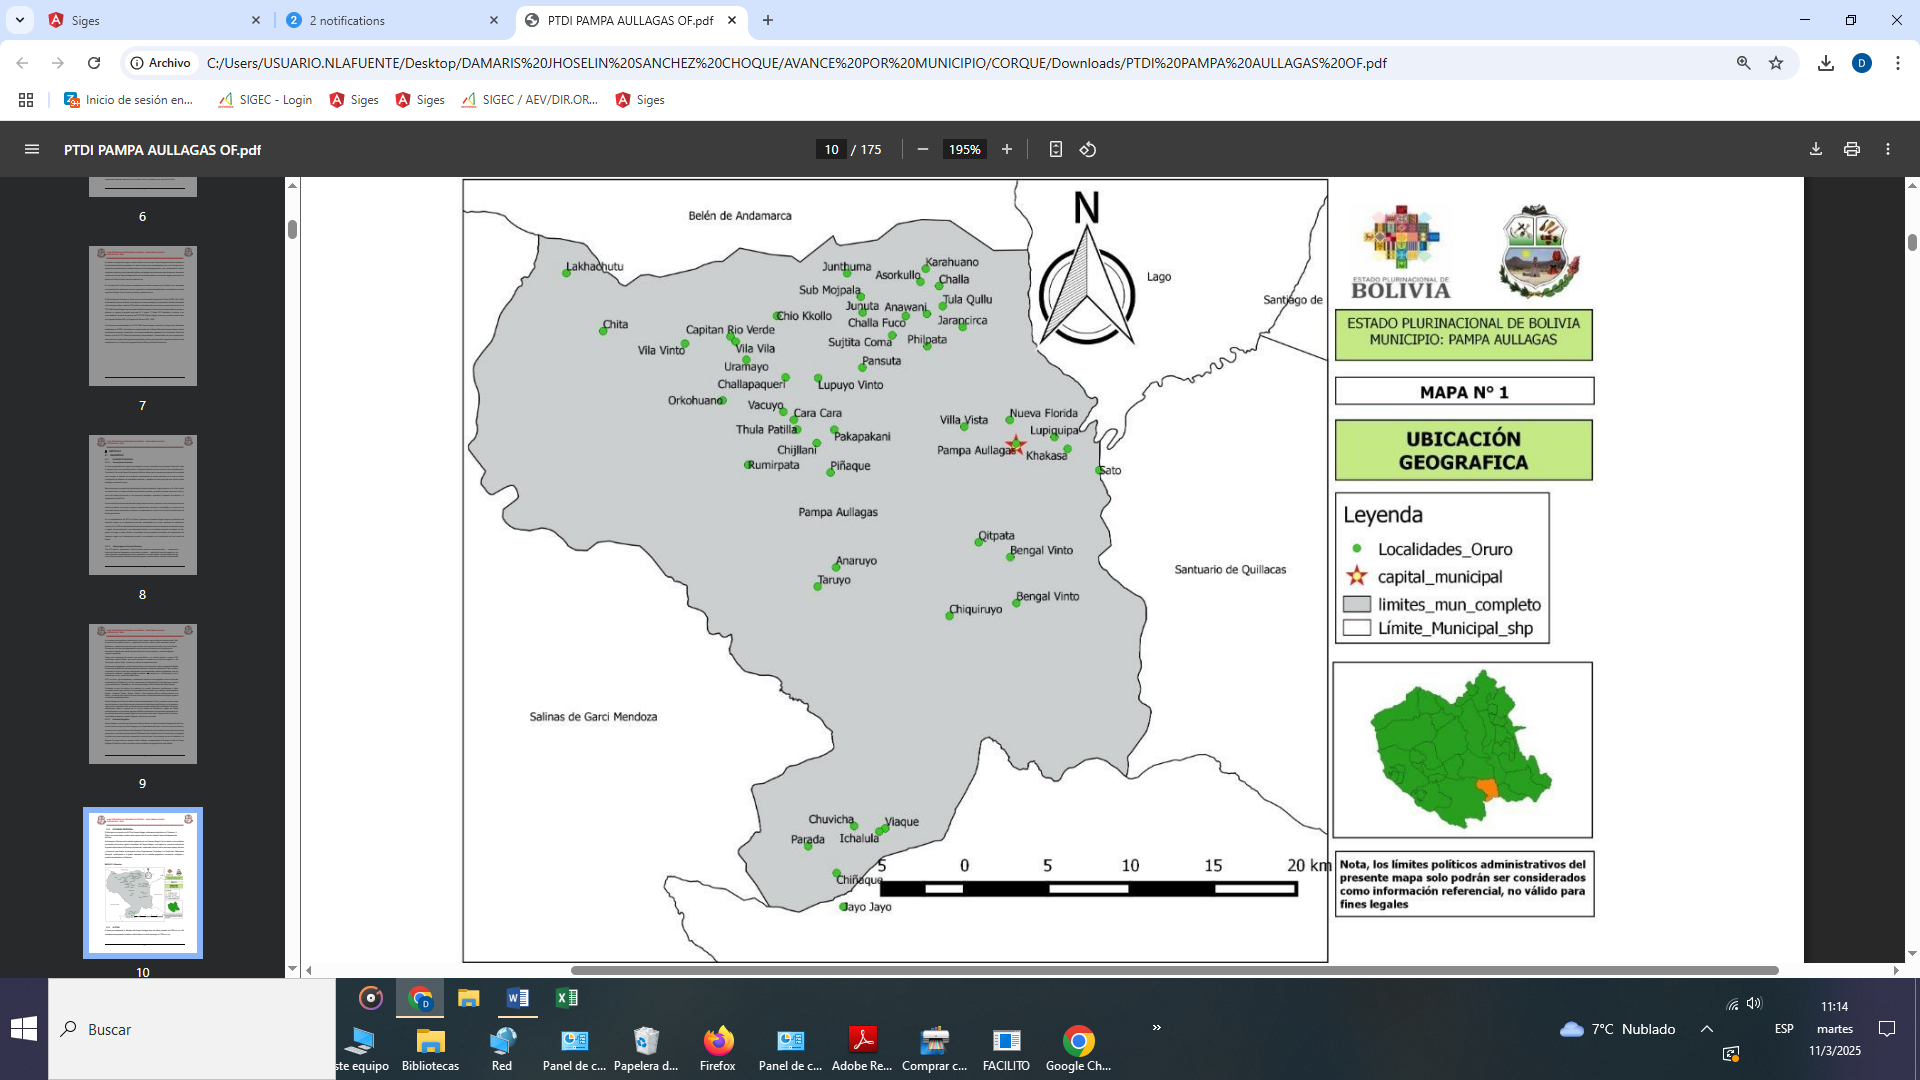 Siges
2 notifications
PTDI PAMPA AULLAGAS OF.pdf
Archivo
C:/Users/USUARIO.NLAFUENTE/Desktop/DAMARIS%20JHOSELIN%20SANCHEZ%20CHOQUE/AVANCE%20POR%20MUNICIPIO/CORQUE/Downloads/PTDI%20PAMPA%20AULLAGAS%20OF.pdf
D
Inicio de sesión en...
SIGEC - Login
Siges
Siges
SIGEC / AEV/DIR.OR...
Siges
PTDI PAMPA AULLAGAS OF.pdf
10 / 175
195%
6
7
8
9
10
Belén de Andamarca
N
Lago
Santiago de
Lakhachutu
Junthuma
Karahuano
Asorkullo
Challa
Sub Mojpala
Tula Qullu
Junuta
Anawani
Chita
Chio Kkollo
Challa Fuco
Jarancirca
Capitan Rio Verde
Sujtita Coma
Philpata
Vila Vinto
Vila Vila
Uramayo
Pansuta
Challapaqueri
Lupuyo Vinto
Orkohuano
Vacuyo
Cara Cara
Villa Vista
Nueva Florida
Thula Patilla
Pakapakani
Lupiquipa
Chijllani
Pampa Aullagas
Khakasa
Rumirpata
Piñaque
Sato
Pampa Aullagas
Qitpata
Bengal Vinto
Anaruyo
Taruyo
Santuario de Quillacas
Bengal Vinto
Chiquiruyo
Salinas de Garci Mendoza
Chuvicha
Viaque
Parada
Ichalula
Chiñaque
Jayo Jayo
5 0 5 10 15 20 km
ESTADO PLURINACIONAL DE
BOLIVIA
ESTADO PLURINACIONAL DE BOLIVIA
MUNICIPIO: PAMPA AULLAGAS
MAPA N° 1
UBICACIÓN
GEOGRAFICA
Leyenda
Localidades_Oruro
capital_municipal
limites_mun_completo
Límite_Municipal_shp
Nota, los límites políticos administrativos del
presente mapa solo podrán ser considerados
como información referencial, no válido para
fines legales
Buscar
ste equipo
Bibliotecas
Red
Panel de c...
Papelera d...
Firefox
Panel de c...
Adobe Re...
Comprar c...
FACILITO
Google Ch...
»
7°C Nublado
ESP
11:14
martes
11/3/2025